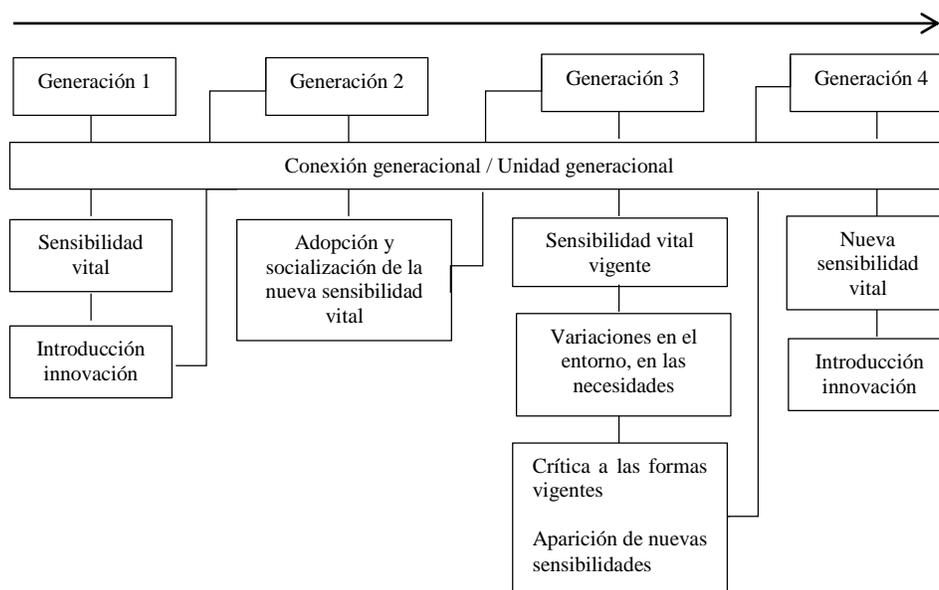 Generación 1
Generación 2
Generación 3
Generación 4
Conexión generacional / Unidad generacional
Sensibilidad
vital
Introducción
innovación
Adopción y
socialización de la
nueva sensibilidad
vital
Sensibilidad vital
vigente
Variaciones en el
entorno, en las
necesidades
Crítica a las formas
vigentes
Aparición de nuevas
sensibilidades
Nueva
sensibilidad
vital
Introducción
innovación